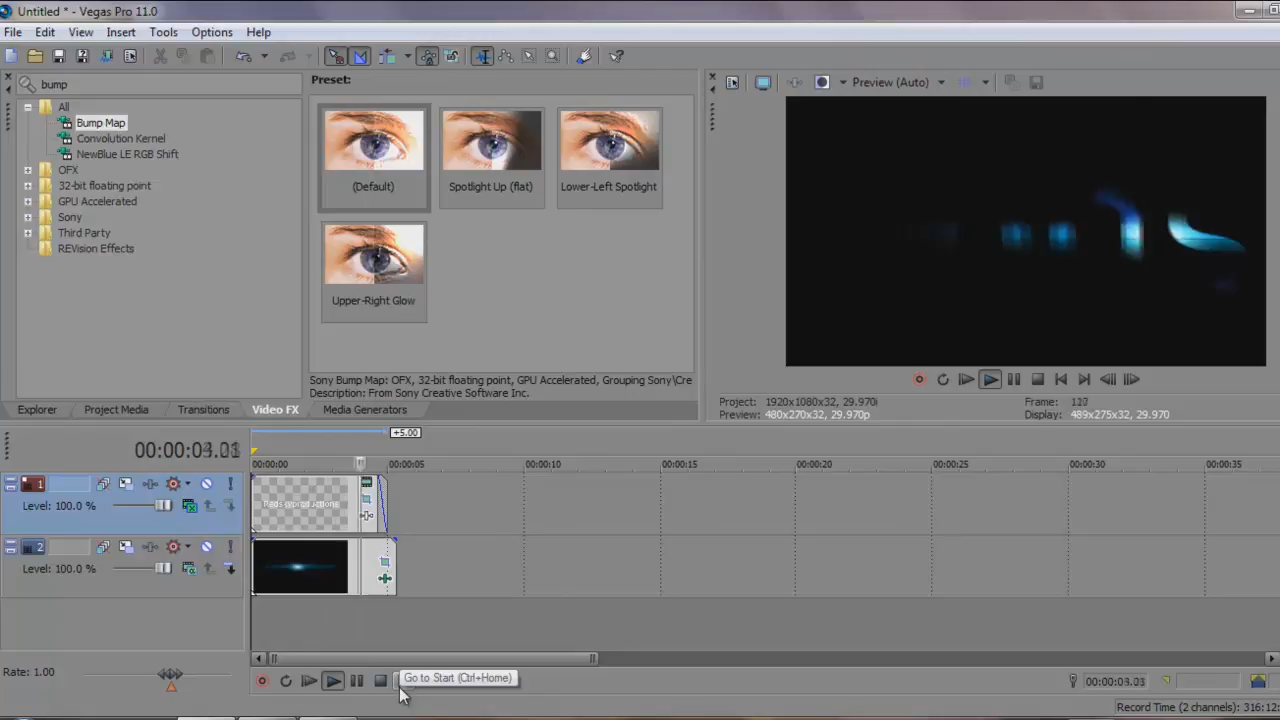 Untitled * - Vegas Pro 11.0
File Edit View Insert Tools Options Help
bump
All
Bump Map
Convolution Kernel
NewBlue LE RGB Shift
OFX
32-bit floating point
GPU Accelerated
Sony
Third Party
REVision Effects
Preset:
(Default)
Spotlight Up (flat)
Lower-Left Spotlight
Upper-Right Glow
Sony Bump Map: OFX, 32-bit floating point, GPU Accelerated, Grouping Sony\Cre
Description: From Sony Creative Software Inc.
Preview (Auto)
Project: 1920x1080x32, 29.970i
Frame:
Preview: 480x270x32, 29.970p
Display: 489x275x32, 29.970
Explorer Project Media Transitions Video FX Media Generators
+5.00
00:00:00 00:00:05 00:00:10 00:00:15 00:00:20 00:00:25 00:00:30 00:00:35
1
Level: 100.0 %
2
Level: 100.0 %
Rate: 1.00
Go to Start (Ctrl+Home)
Record Time (2 channels): 316:12: